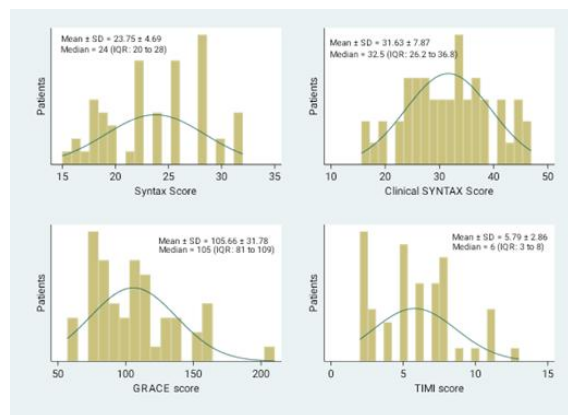 Mean ± SD = 23.75 ± 4.69
Median = 24 (IQR: 20 to 28)
Patients
15 20 25 30 35
Syntax Score
Mean ± SD = 31.63 ± 7.87
Median = 32.5 (IQR: 26.2 to 36.8)
Patients
10 20 30 40 50
Clinical SYNTAX Score
Mean ± SD = 105.66 ± 31.78
Median = 105 (IQR: 81 to 109)
Patients
50 100 150 200
GRACE score
Mean ± SD = 5.79 ± 2.86
Median = 6 (IQR: 3 to 8)
Patients
0 5 10 15
TIMI score